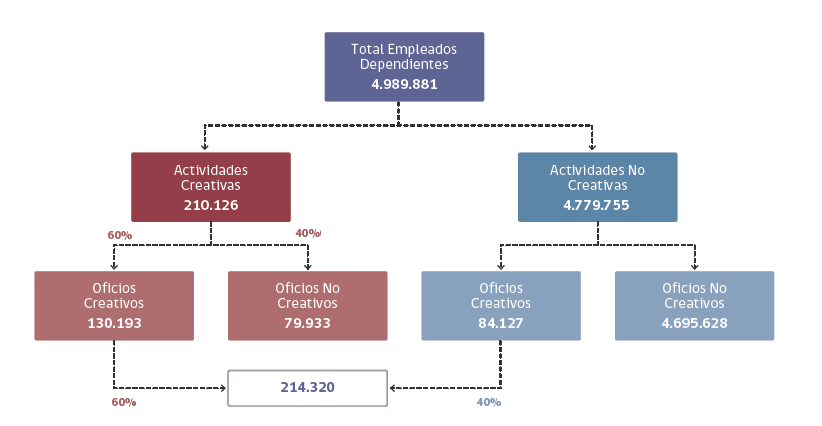 Total Empleados
Dependientes
4.989.881
Actividades
Creativas
210.126
Actividades No
Creativas
4.779.755
60%
40%
Oficios
Creativos
130.193
Oficios No
Creativos
79.933
Oficios
Creativos
84.127
Oficios No
Creativos
4.695.628
214.320
60%
40%